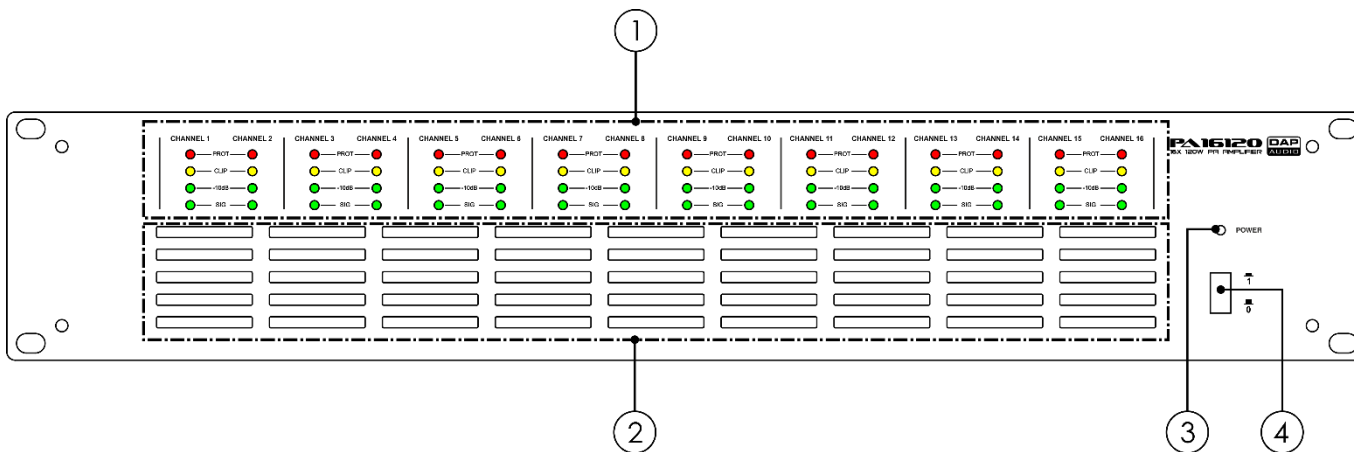 1
CHANNEL 1 CHANNEL 2 CHANNEL 3 CHANNEL 4 CHANNEL 5 CHANNEL 6 CHANNEL 7 CHANNEL 8 CHANNEL 9 CHANNEL 10 CHANNEL 11 CHANNEL 12 CHANNEL 13 CHANNEL 14 CHANNEL 15 CHANNEL 16
PROT PROT PROT PROT PROT PROT PROT PROT
CLIP CLIP CLIP CLIP CLIP CLIP CLIP CLIP
-10dB -10dB -10dB -10dB -10dB -10dB -10dB -10dB
SIG SIG SIG SIG SIG SIG SIG SIG
PA16120 DAP
16X 120W PA AMPLIFIER AUDIO
POWER
1
0
2 3 4